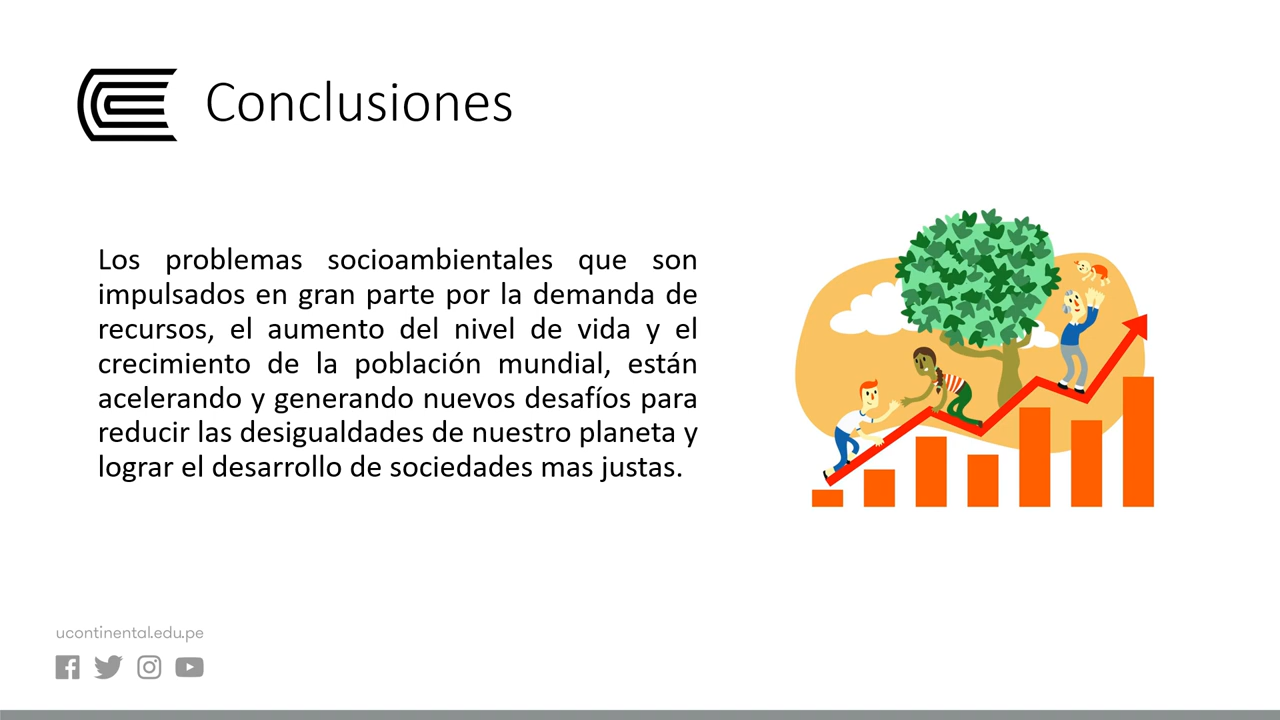 Conclusiones
Los problemas socioambientales que son
impulsados en gran parte por la demanda de
recursos, el aumento del nivel de vida y el
crecimiento de la población mundial, están
acelerando y generando nuevos desafíos para
reducir las desigualdades de nuestro planeta y
lograr el desarrollo de sociedades mas justas.
ucontinental.edu.pe